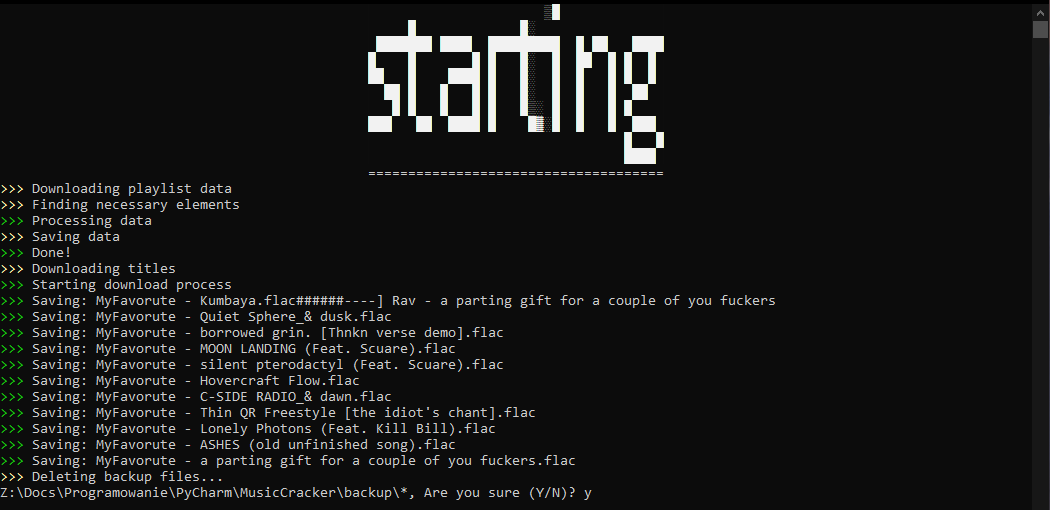 starting
=====================================
>>> Downloading playlist data
>>> Finding necessary elements
>>> Processing data
>>> Saving data
>>> Done!
>>> Downloading titles
>>> Starting download process
>>> Saving: MyFavorute - Kumbaya.flac######----] Rav - a parting gift for a couple of you fuckers
>>> Saving: MyFavorute - Quiet Sphere_& dusk.flac
>>> Saving: MyFavorute - borrowed grin. [Thnkn verse demo].flac
>>> Saving: MyFavorute - MOON LANDING (Feat. Scuare).flac
>>> Saving: MyFavorute - silent pterodactyl (Feat. Scuare).flac
>>> Saving: MyFavorute - Hovercraft Flow.flac
>>> Saving: MyFavorute - C-SIDE RADIO_& dawn.flac
>>> Saving: MyFavorute - Thin QR Freestyle [the idiot's chant].flac
>>> Saving: MyFavorute - Lonely Photons (Feat. Kill Bill).flac
>>> Saving: MyFavorute - ASHES (old unfinished song).flac
>>> Saving: MyFavorute - a parting gift for a couple of you fuckers.flac
>>> Deleting backup files...
Z:\Docs\Programowanie\PyCharm\MusicCracker\backup\*, Are you sure (Y/N)? y